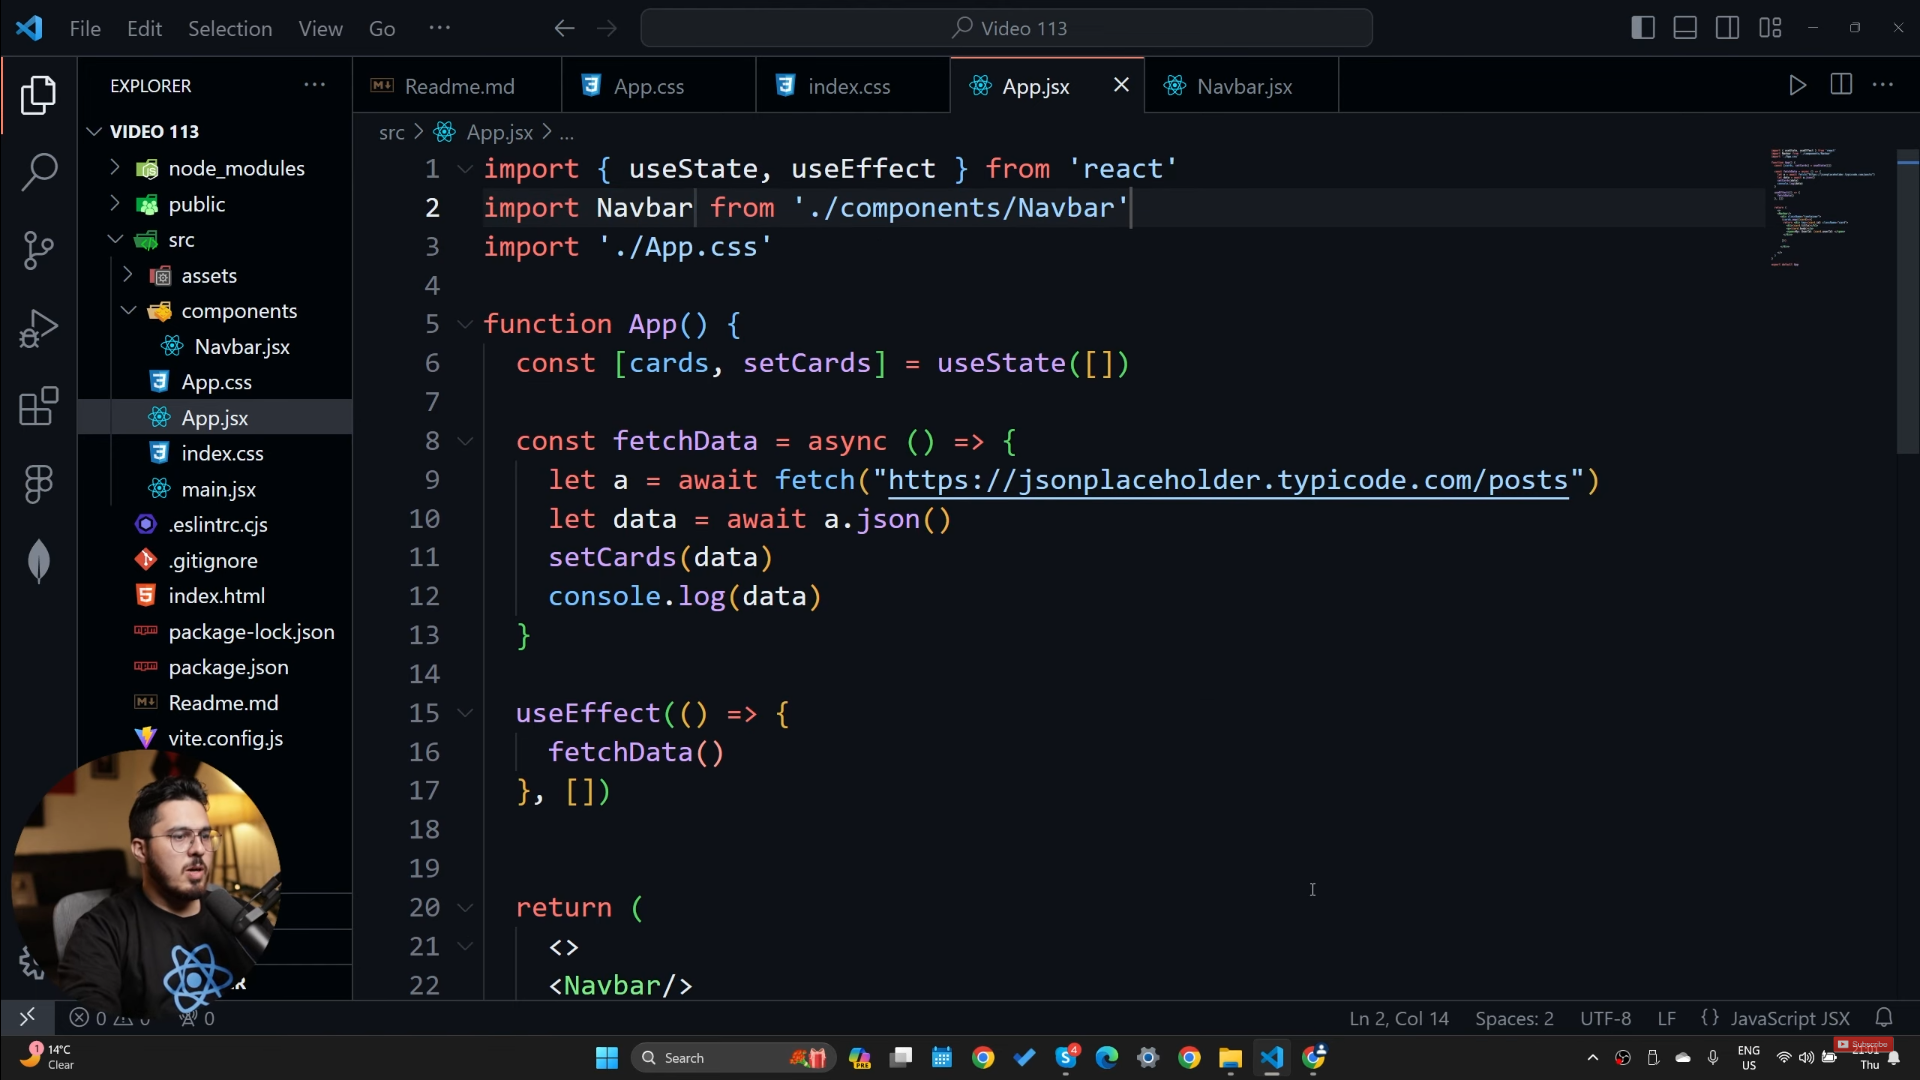 File Edit Selection View Go ···
Video 113
EXPLORER ···
Readme.md
App.css
index.css
App.jsx
Navbar.jsx
VIDEO 113
src > App.jsx > ...
node_modules
public
src
assets
components
Navbar.jsx
App.css
App.jsx
index.css
main.jsx
.eslintrc.cjs
.gitignore
index.html
package-lock.json
package.json
Readme.md
vite.config.js
1 import { useState, useEffect } from 'react'
2 import Navbar from './components/Navbar'
3 import './App.css'
4
5 function App() {
6 const [cards, setCards] = useState([])
7
8 const fetchData = async () => {
9 let a = await fetch("https://jsonplaceholder.typicode.com/posts")
10 let data = await a.json()
11 setCards(data)
12 console.log(data)
13 }
14
15 useEffect(() => {
16 fetchData()
17 }, [])
18
19
20 return (
21 <>
22 <Navbar/>
0 0 0
Ln 2, Col 14 Spaces: 2 UTF-8 LF {} JavaScript JSX
14°C
Clear
Search
PRE
4
ENG
US
Subscribe
Thu